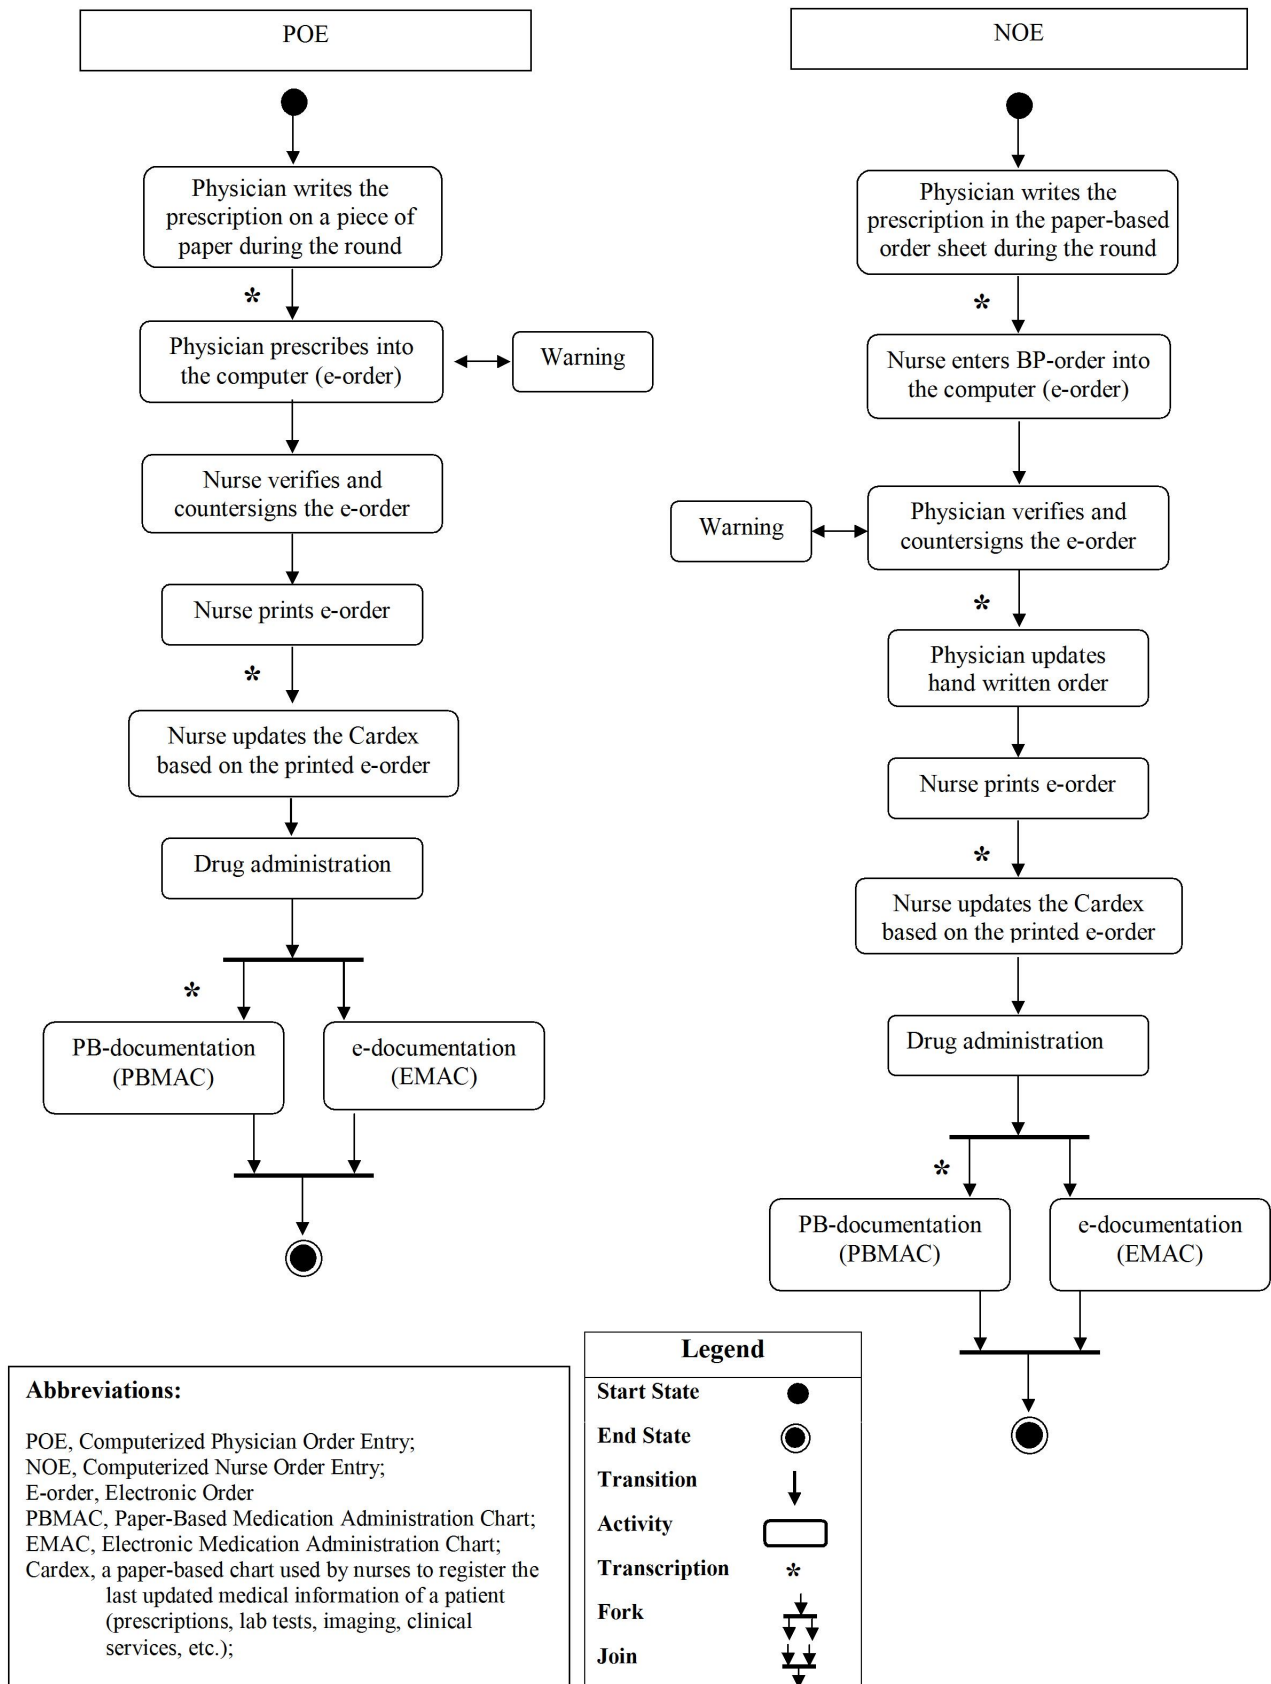 POE
Physician writes the
prescription on a piece of
paper during the round
*
Physician prescribes into
the computer (e-order)
Warning
Nurse verifies and
countersigns the e-order
Nurse prints e-order
*
Nurse updates the Cardex
based on the printed e-order
Drug administration
*
PB-documentation
(PBMAC)
e-documentation
(EMAC)
NOE
Physician writes the
prescription in the paper-based
order sheet during the round
*
Nurse enters BP-order into
the computer (e-order)
Warning
Physician verifies and
countersigns the e-order
*
Physician updates
hand written order
Nurse prints e-order
*
Nurse updates the Cardex
based on the printed e-order
Drug administration
*
PB-documentation
(PBMAC)
e-documentation
(EMAC)
Abbreviations:
POE, Computerized Physician Order Entry;
NOE, Computerized Nurse Order Entry;
E-order, Electronic Order
PBMAC, Paper-Based Medication Administration Chart;
EMAC, Electronic Medication Administration Chart;
Cardex, a paper-based chart used by nurses to register the
last updated medical information of a patient
(prescriptions, lab tests, imaging, clinical
services, etc.);
Legend
Start State
End State
Transition
Activity
Transcription *
Fork
Join